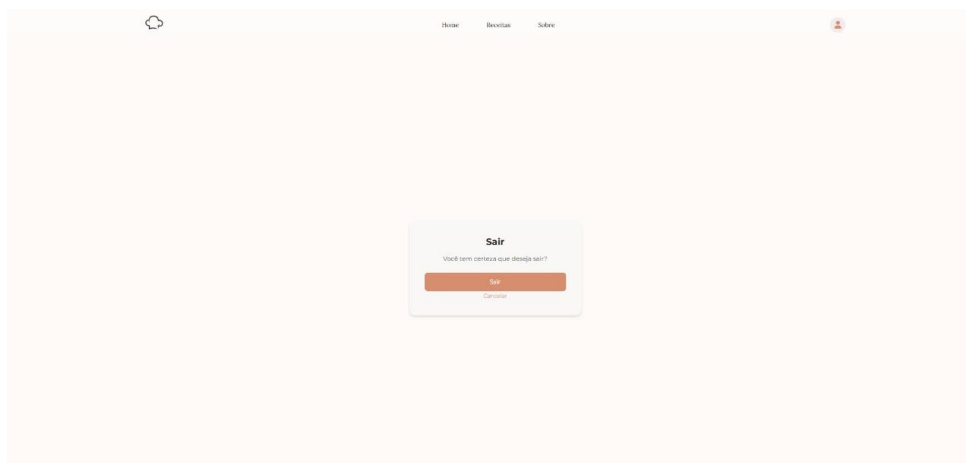 Home Receitas Sobre
Sair
Você tem certeza que deseja sair?
Sair
Cancelar